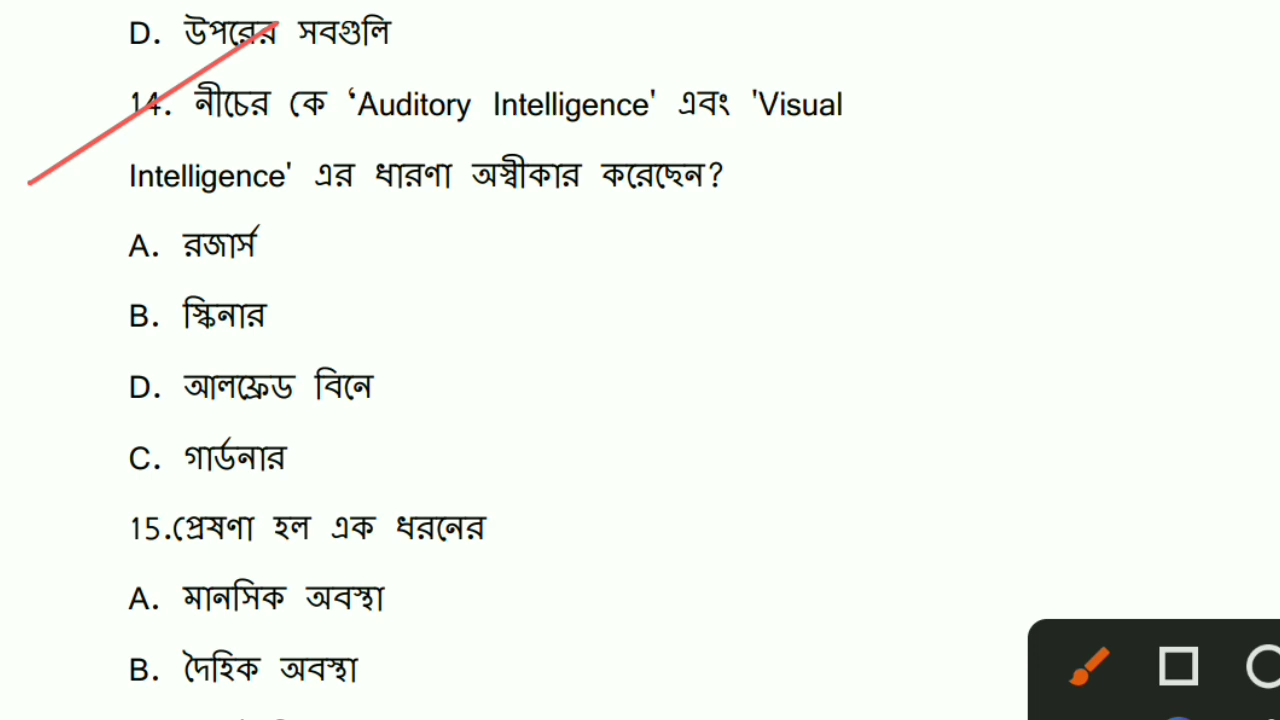 D. উপরের সবগুলি
14. নীচের কে ‘Auditory Intelligence' এবং 'Visual
Intelligence' এর ধারণা অস্বীকার করেছেন?
A. রজার্স
B. স্কিনার
D. আলফ্রেড বিনে
C. গার্ডনার
15.প্রেষণা হল এক ধরনের
A. মানসিক অবস্থা
B. দৈহিক অবস্থা